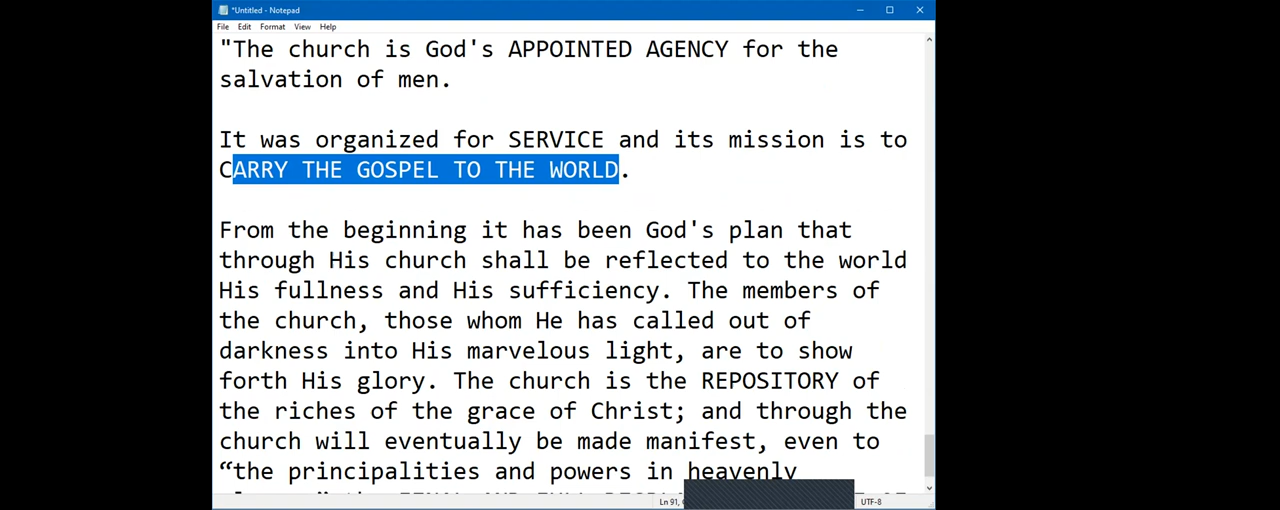 *Untitled - Notepad
File Edit Format View Help
"The church is God's APPOINTED AGENCY for the
salvation of men.
It was organized for SERVICE and its mission is to
CARRY THE GOSPEL TO THE WORLD.
From the beginning it has been God's plan that
through His church shall be reflected to the world
His fullness and His sufficiency. The members of
the church, those whom He has called out of
darkness into His marvelous light, are to show
forth His glory. The church is the REPOSITORY of
the riches of the grace of Christ; and through the
church will eventually be made manifest, even to
“the principalities and powers in heavenly
Ln 91, UTF-8